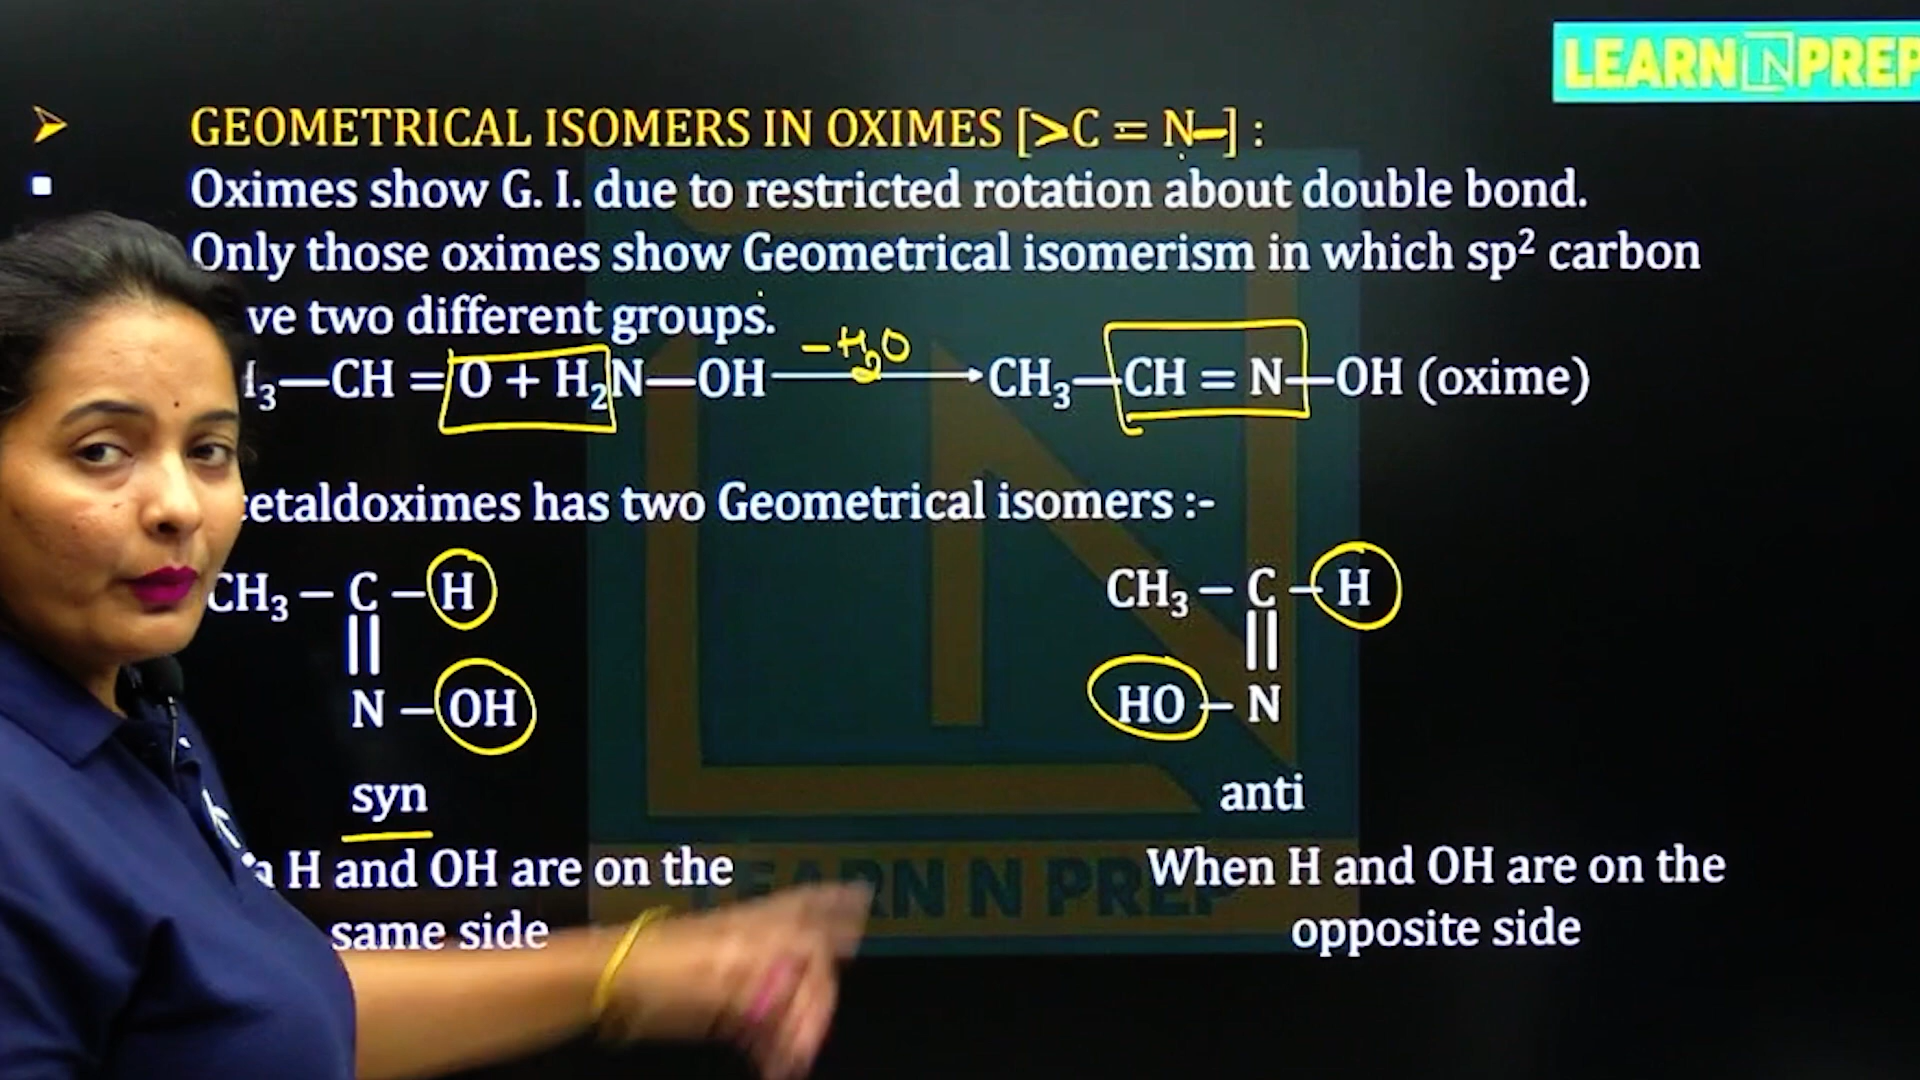 LEARN N PREP
➤ GEOMETRICAL ISOMERS IN OXIMES [>C = N–] :
▪ Oximes show G. I. due to restricted rotation about double bond.
Only those oximes show Geometrical isomerism in which sp² carbon
ve two different groups.
–H₂O
H₃—CH = O + H₂N—OH ⟶ CH₃—CH = N—OH (oxime)
cetaldoximes has two Geometrical isomers :-
CH₃ – C – H CH₃ – C – H
|| ||
N – OH HO – N
syn anti
H and OH are on the When H and OH are on the
same side opposite side
LEARN N PREP